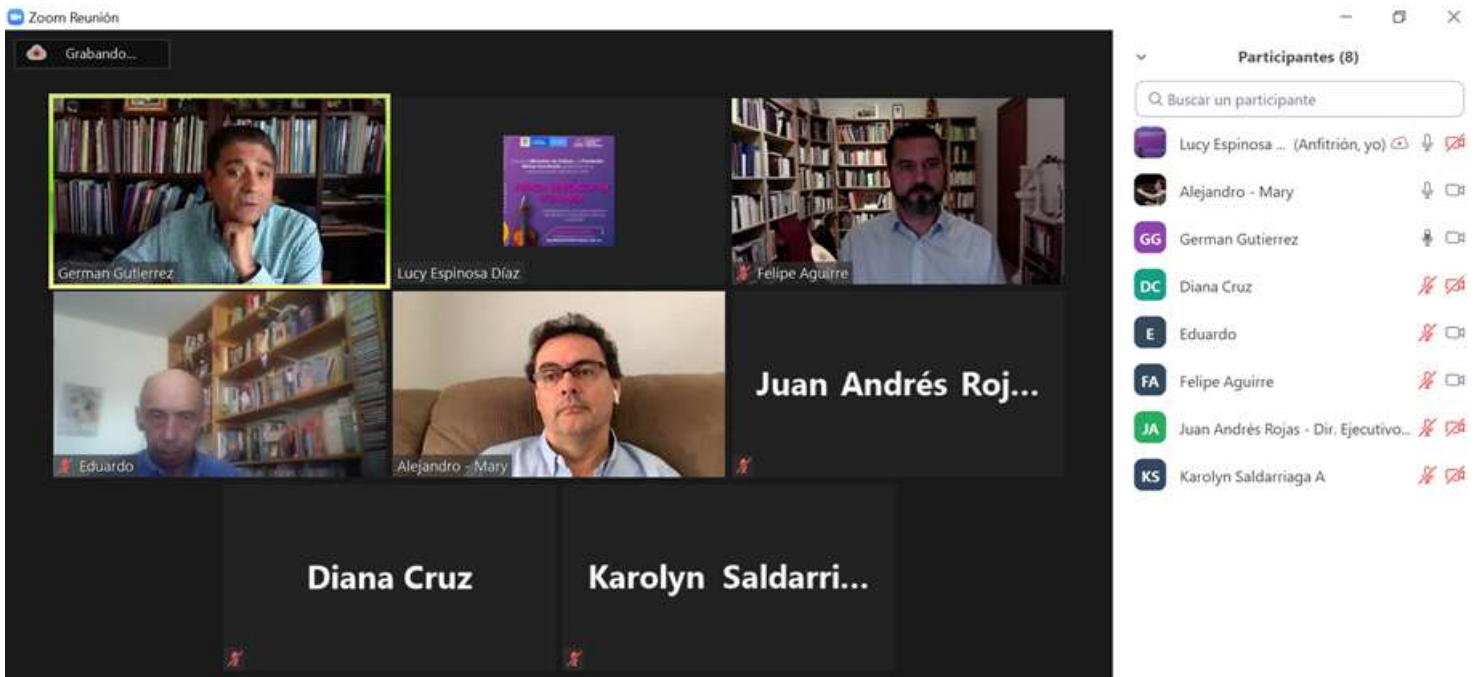 Zoom Reunión
Grabando...
German Gutierrez
Lucy Espinosa Díaz
Felipe Aguirre
Eduardo
Alejandro - Mary
Juan Andrés Roj...
Diana Cruz
Karolyn Saldarri...
Participantes (8)
Buscar un participante
Lucy Espinosa ... (Anfitrión, yo)
Alejandro - Mary
GG German Gutierrez
DC Diana Cruz
E Eduardo
FA Felipe Aguirre
JA Juan Andrés Rojas - Dir. Ejecutivo...
KS Karolyn Saldarriaga A